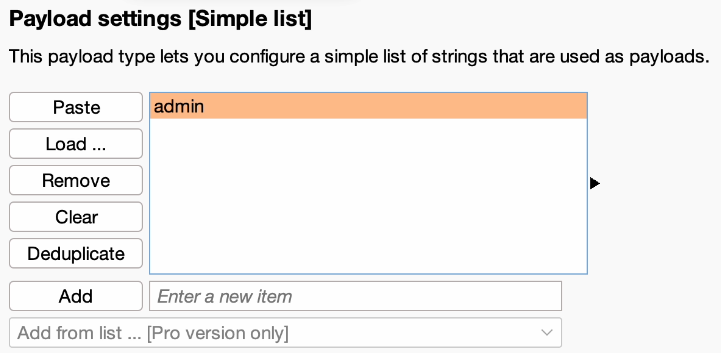 Payload settings [Simple list]
This payload type lets you configure a simple list of strings that are used as payloads.
Paste
admin
Load ...
Remove
Clear
Deduplicate
Add
Enter a new item
Add from list ... [Pro version only]